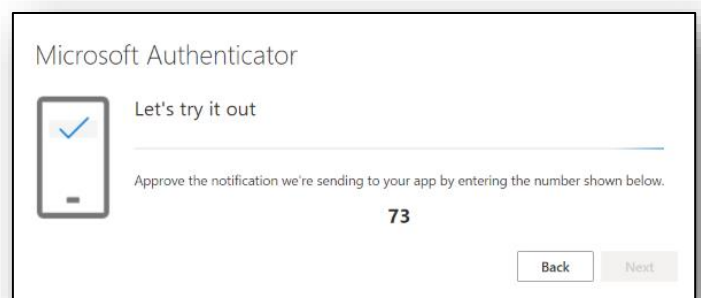 Microsoft Authenticator
Let's try it out
Approve the notification we're sending to your app by entering the number shown below.
73
Back
Next